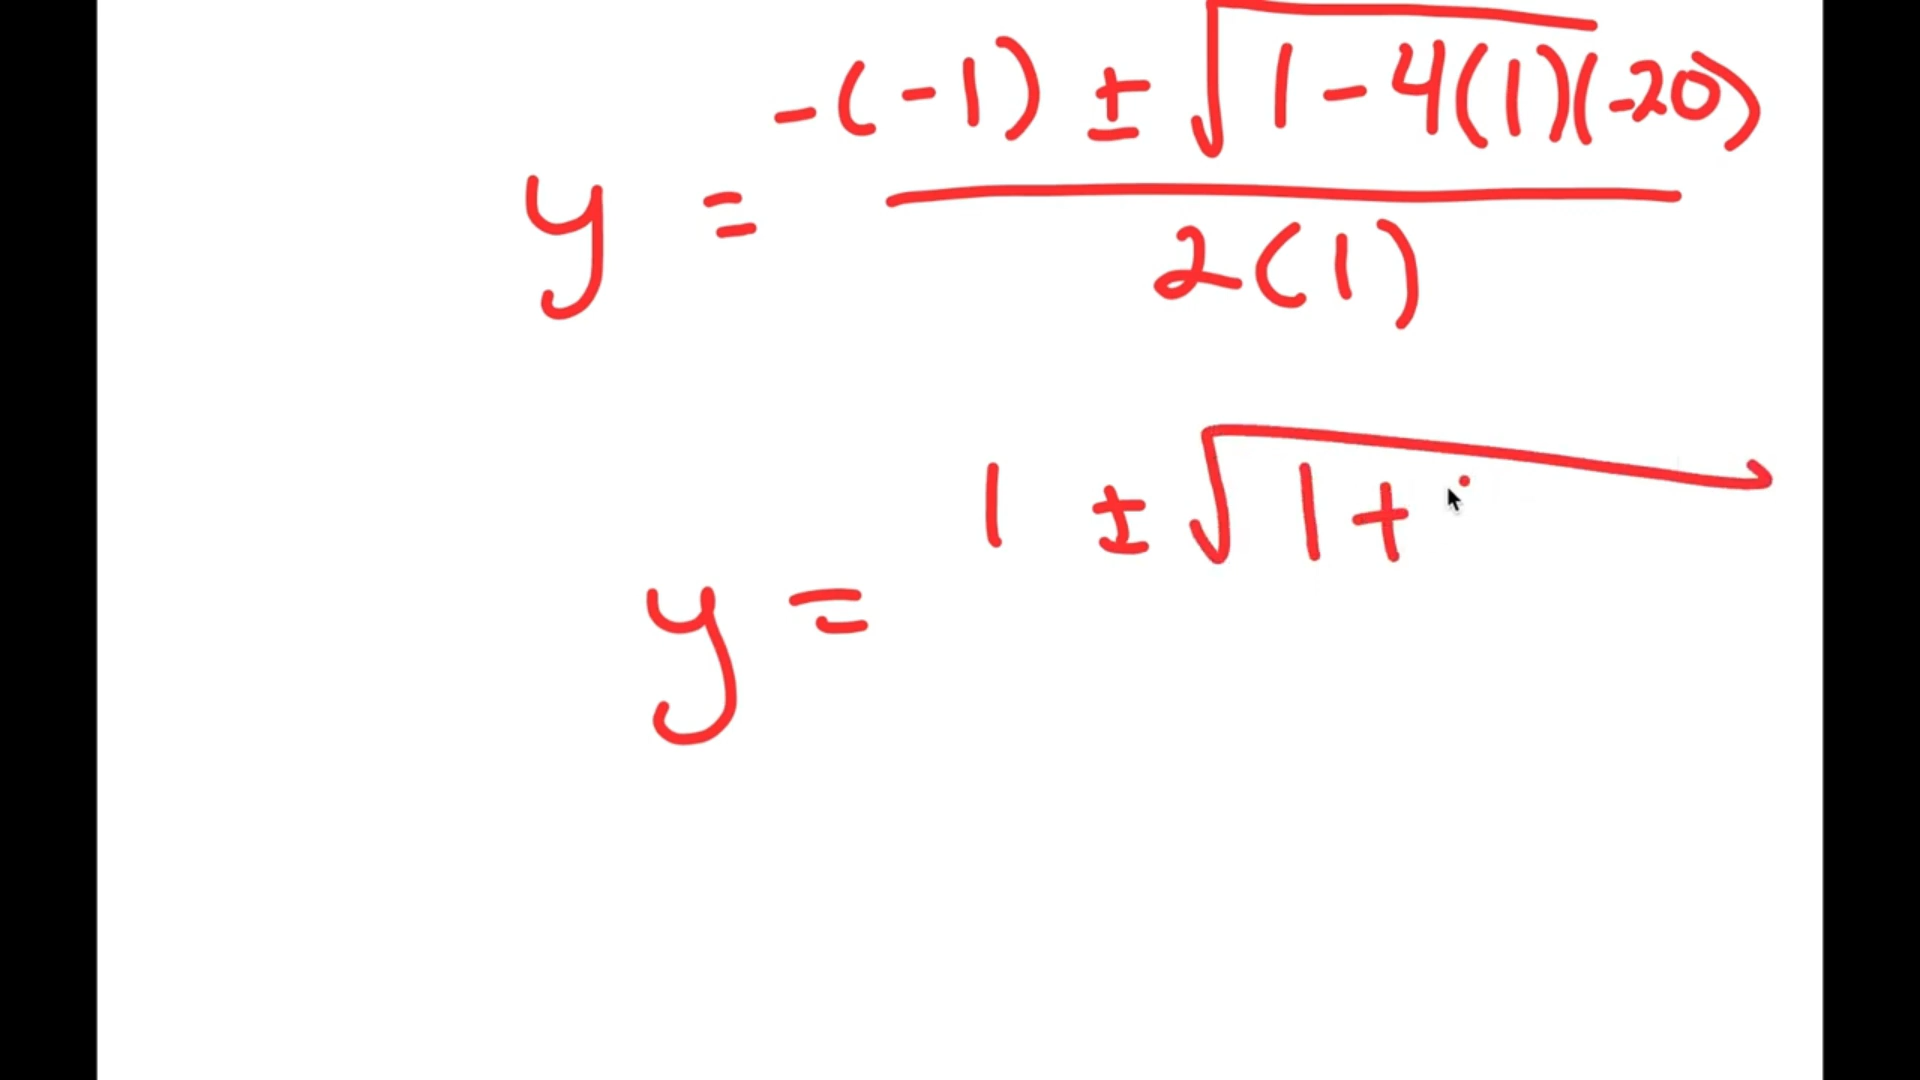 y = -(-1) ± √1-4(1)(-20) / 2(1)
y = 1 ± √1+